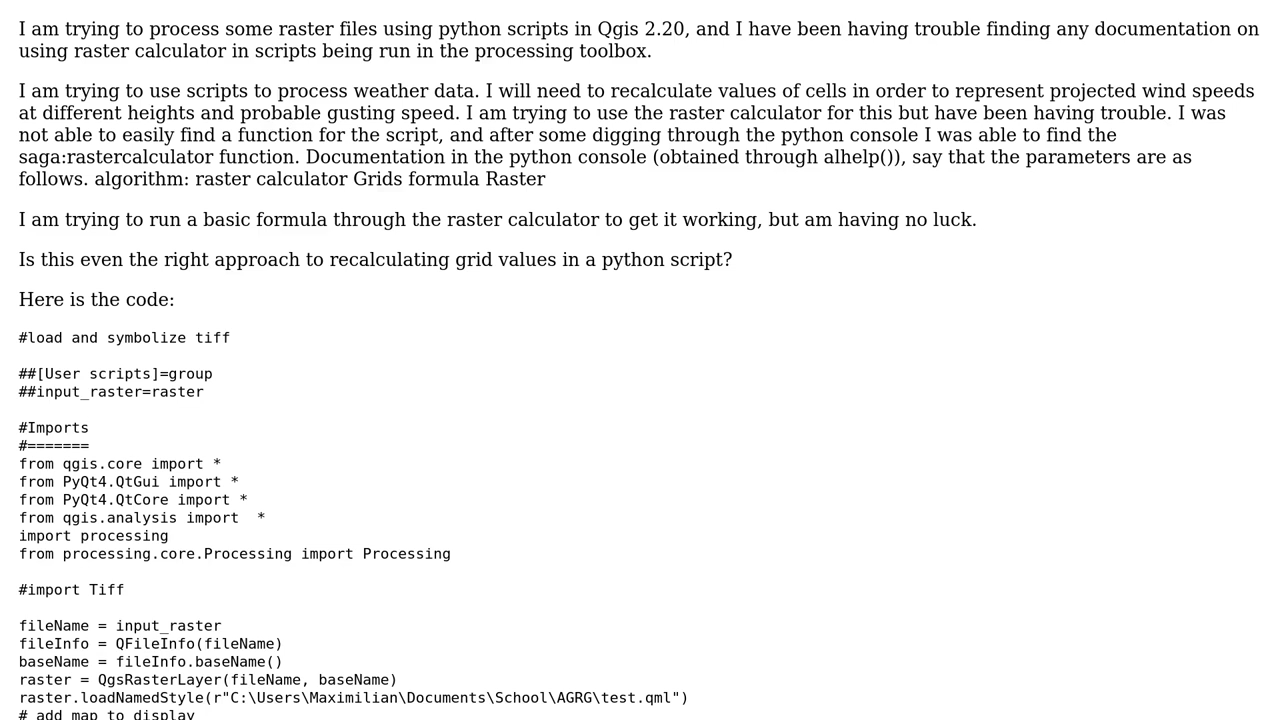 I am trying to process some raster files using python scripts in Qgis 2.20, and I have been having trouble finding any documentation on
using raster calculator in scripts being run in the processing toolbox.
I am trying to use scripts to process weather data. I will need to recalculate values of cells in order to represent projected wind speeds
at different heights and probable gusting speed. I am trying to use the raster calculator for this but have been having trouble. I was
not able to easily find a function for the script, and after some digging through the python console I was able to find the
saga:rastercalculator function. Documentation in the python console (obtained through alhelp()), say that the parameters are as
follows. algorithm: raster calculator Grids formula Raster
I am trying to run a basic formula through the raster calculator to get it working, but am having no luck.
Is this even the right approach to recalculating grid values in a python script?
Here is the code:
#load and symbolize tiff
##[User scripts]=group
##input_raster=raster
#Imports
#=======
from qgis.core import *
from PyQt4.QtGui import *
from PyQt4.QtCore import *
from qgis.analysis import  *
import processing
from processing.core.Processing import Processing
#import Tiff
fileName = input_raster
fileInfo = QFileInfo(fileName)
baseName = fileInfo.baseName()
raster = QgsRasterLayer(fileName, baseName)
raster.loadNamedStyle(r"C:\Users\Maximilian\Documents\School\AGRG\test.qml")
# add map to display